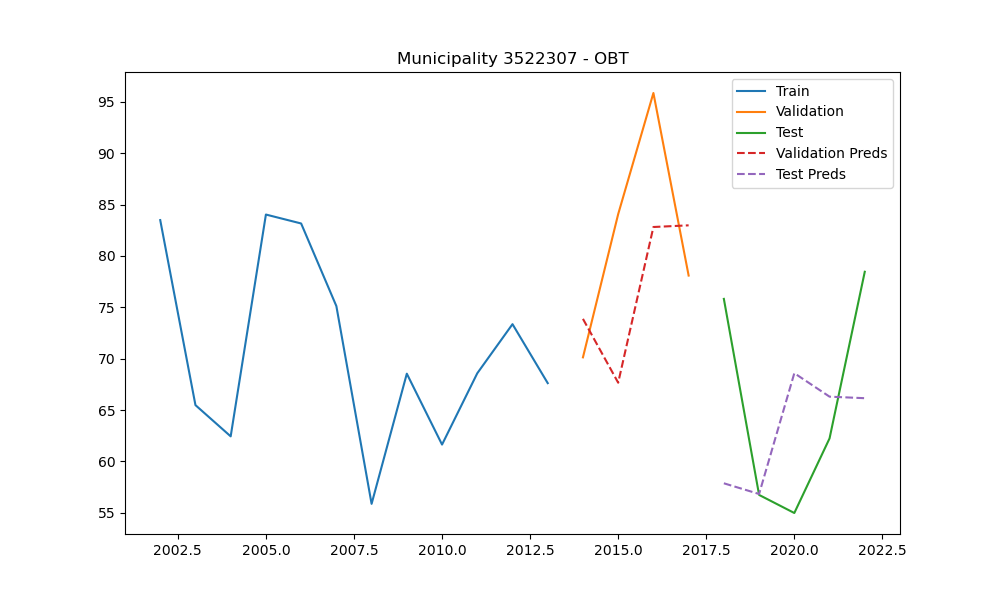 Municipality 3522307 - OBT
Train
Validation
Test
Validation Preds
Test Preds
95
90
85
80
75
70
65
60
55
2002.5 2005.0 2007.5 2010.0 2012.5 2015.0 2017.5 2020.0 2022.5